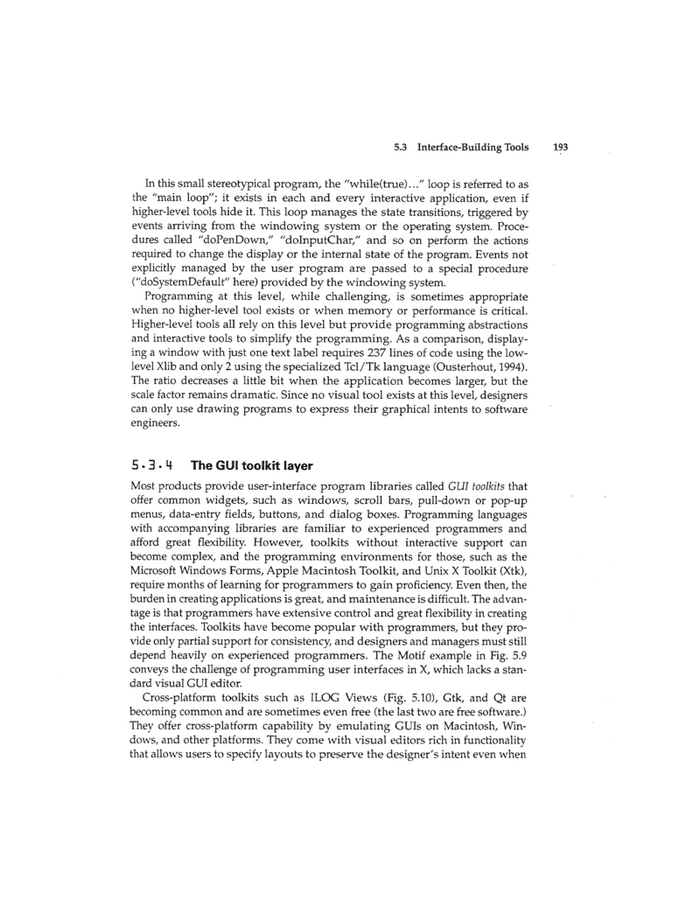 5.3 Interface-Building Tools 193
In this small stereotypical program, the “while(true)...” loop is referred to as
the “main loop”; it exists in each and every interactive application, even if
higher-level tools hide it. This loop manages the state transitions, triggered by
events arriving from the windowing system or the operating system. Proce-
dures called “doPenDown,” “doInputChar,” and so on perform the actions
required to change the display or the internal state of the program. Events not
explicitly managed by the user program are passed to a special procedure
(“doSystemDefault” here) provided by the windowing system.
Programming at this level, while challenging, is sometimes appropriate
when no higher-level tool exists or when memory or performance is critical.
Higher-level tools all rely on this level but provide programming abstractions
and interactive tools to simplify the programming. As a comparison, display-
ing a window with just one text label requires 237 lines of code using the low-
level Xlib and only 2 using the specialized Tcl/Tk language (Ousterhout, 1994).
The ratio decreases a little bit when the application becomes larger, but the
scale factor remains dramatic. Since no visual tool exists at this level, designers
can only use drawing programs to express their graphical intents to software
engineers.
5.3.4 The GUI toolkit layer
Most products provide user-interface program libraries called GUI toolkits that
offer common widgets, such as windows, scroll bars, pull-down or pop-up
menus, data-entry fields, buttons, and dialog boxes. Programming languages
with accompanying libraries are familiar to experienced programmers and
afford great flexibility. However, toolkits without interactive support can
become complex, and the programming environments for those, such as the
Microsoft Windows Forms, Apple Macintosh Toolkit, and Unix X Toolkit (Xtk),
require months of learning for programmers to gain proficiency. Even then, the
burden in creating applications is great, and maintenance is difficult. The advan-
tage is that programmers have extensive control and great flexibility in creating
the interfaces. Toolkits have become popular with programmers, but they pro-
vide only partial support for consistency, and designers and managers must still
depend heavily on experienced programmers. The Motif example in Fig. 5.9
conveys the challenge of programming user interfaces in X, which lacks a stan-
dard visual GUI editor.
Cross-platform toolkits such as ILOG Views (Fig. 5.10), Gtk, and Qt are
becoming common and are sometimes even free (the last two are free software.)
They offer cross-platform capability by emulating GUIs on Macintosh, Win-
dows, and other platforms. They come with visual editors rich in functionality
that allows users to specify layouts to preserve the designer's intent even when